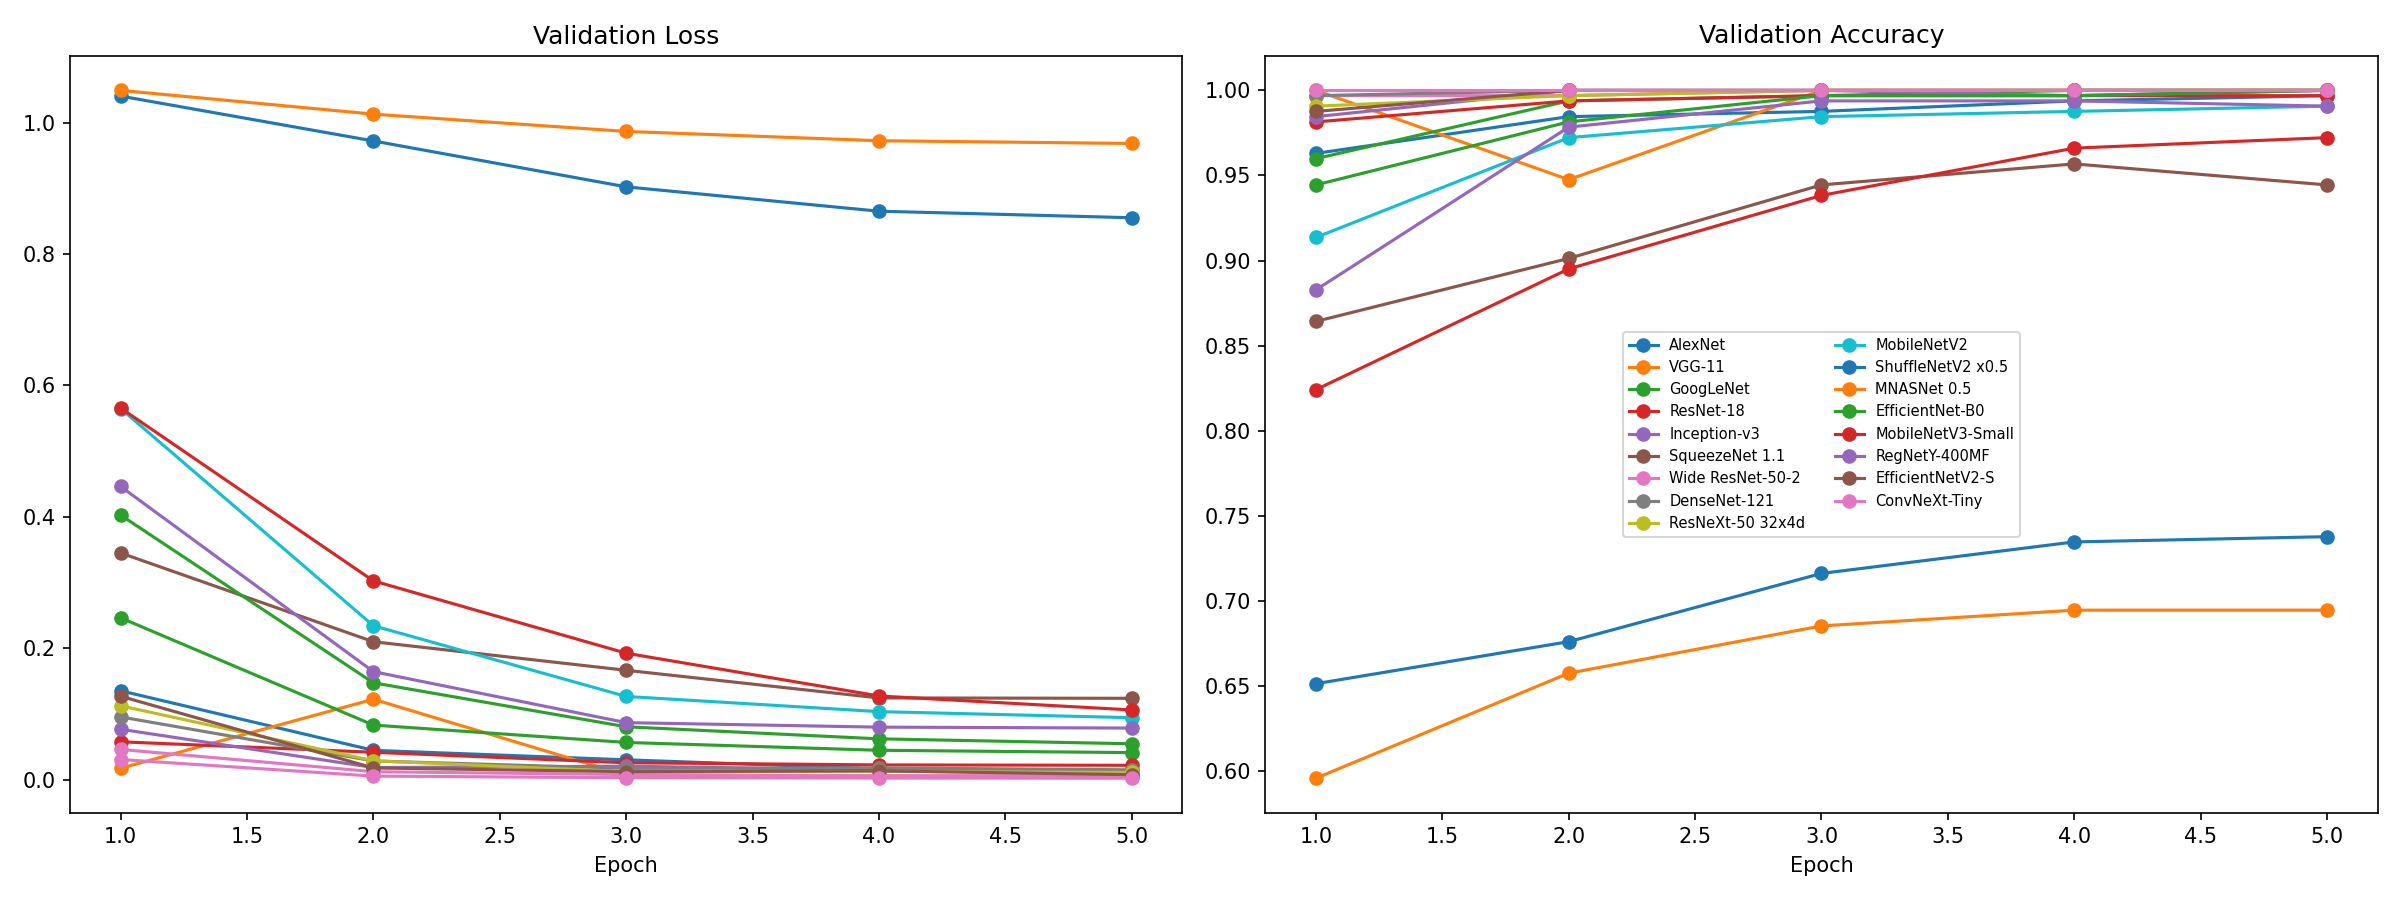 Validation Loss
1.0
0.8
0.6
0.4
0.2
0.0
1.0 1.5 2.0 2.5 3.0 3.5 4.0 4.5 5.0
Epoch
Validation Accuracy
1.00
0.95
0.90
0.85
0.80
0.75
0.70
0.65
0.60
AlexNet
VGG-11
GoogLeNet
ResNet-18
Inception-v3
SqueezeNet 1.1
Wide ResNet-50-2
DenseNet-121
ResNeXt-50 32x4d
MobileNetV2
ShuffleNetV2 x0.5
MNASNet 0.5
EfficientNet-B0
MobileNetV3-Small
RegNetY-400MF
EfficientNetV2-S
ConvNeXt-Tiny
1.0 1.5 2.0 2.5 3.0 3.5 4.0 4.5 5.0
Epoch